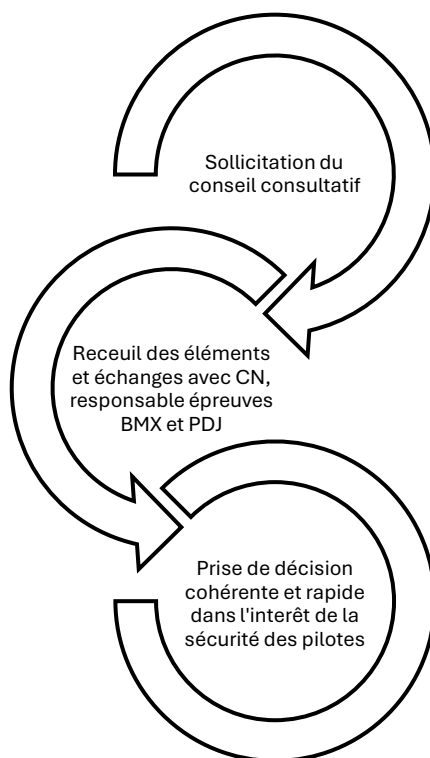 Sollicitation du
conseil consultatif
Receuil des éléments
et échanges avec CN,
responsable épreuves
BMX et PDJ
Prise de décision
cohérente et rapide
dans l'interêt de la
sécurité des pilotes